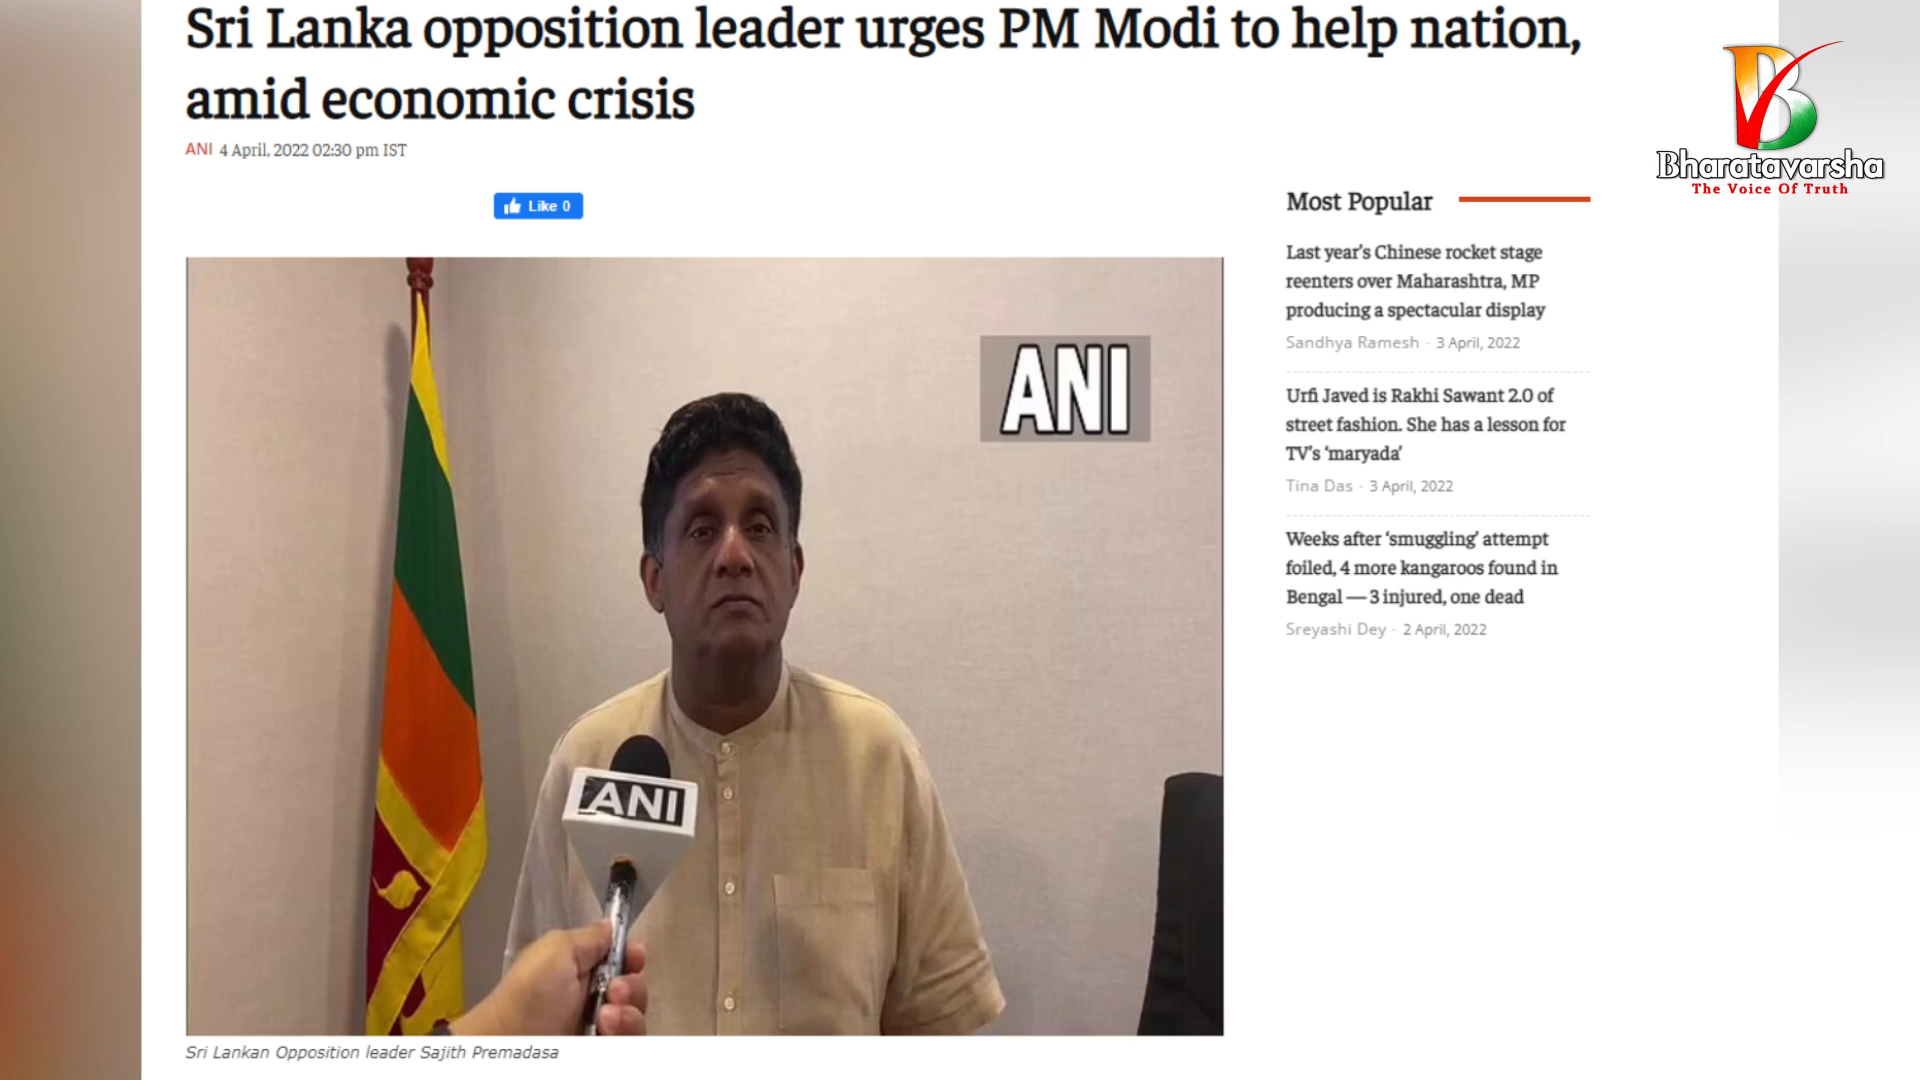 Sri Lanka opposition leader urges PM Modi to help nation,
amid economic crisis
ANI 4 April, 2022 02:30 pm IST
Like 0
B
Bharatavarsha
The Voice Of Truth
Most Popular
Last year's Chinese rocket stage
reenters over Maharashtra, MP
producing a spectacular display
Sandhya Ramesh - 3 April, 2022
Urfi Javed is Rakhi Sawant 2.0 of
street fashion. She has a lesson for
TV's ‘maryada’
Tina Das - 3 April, 2022
Weeks after ‘smuggling’ attempt
foiled, 4 more kangaroos found in
Bengal — 3 injured, one dead
Sreyashi Dey - 2 April, 2022
ANI
ANI
Sri Lankan Opposition leader Sajith Premadasa